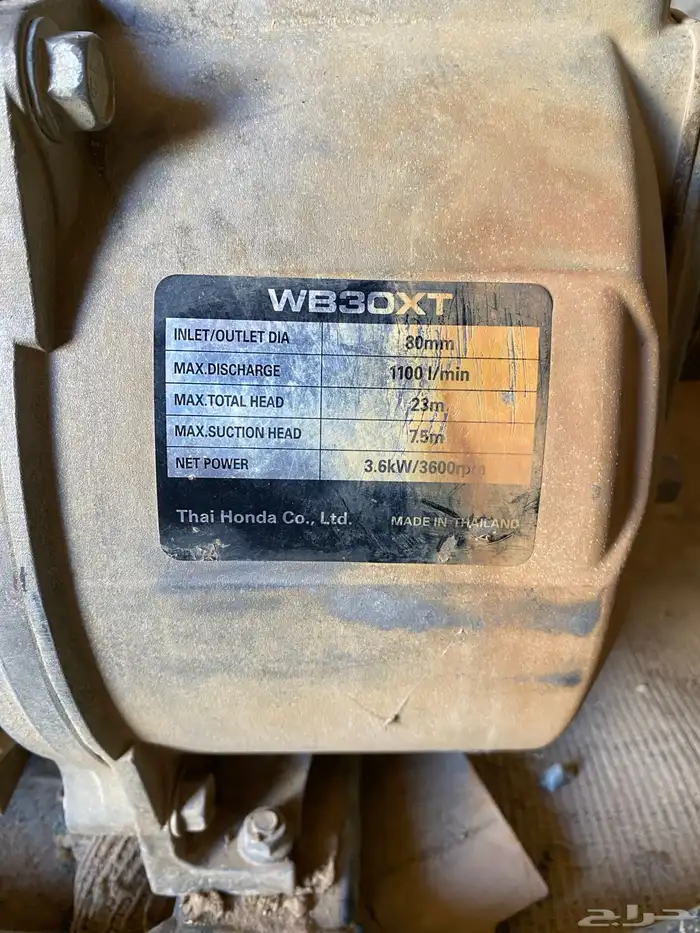 WB30XT
INLET/OUTLET DIA 80mm
MAX.DISCHARGE 1100 l/min
MAX.TOTAL HEAD 23m
MAX.SUCTION HEAD 7.5m
NET POWER 3.6kW/3600rpm
Thai Honda Co., Ltd. MADE IN THAILAND
حراج